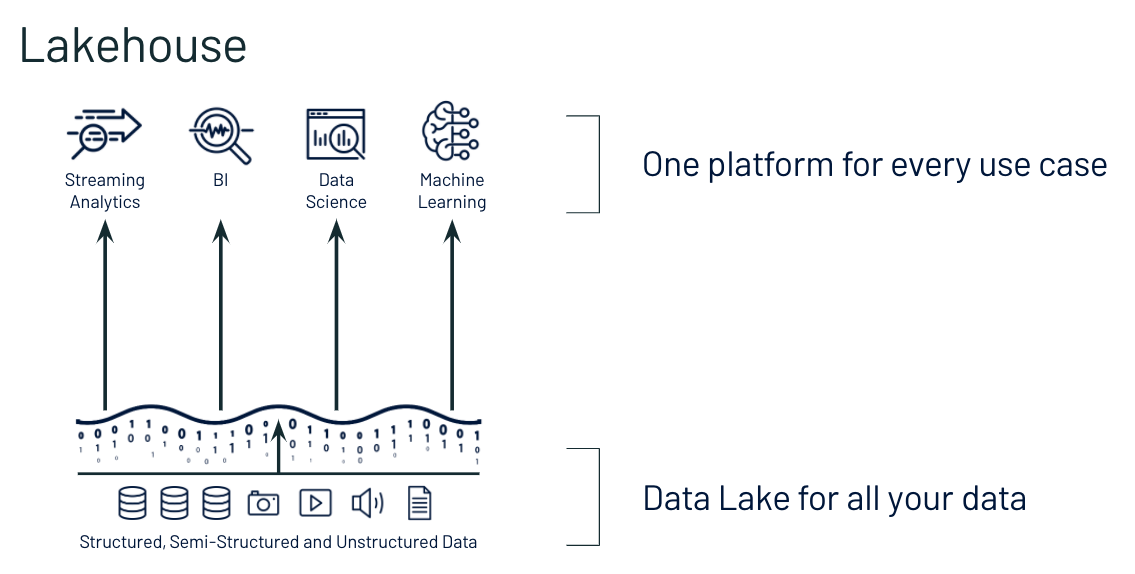 Lakehouse
Streaming
Analytics
BI
Data
Science
Machine
Learning
One platform for every use case
Structured, Semi-Structured and Unstructured Data
Data Lake for all your data